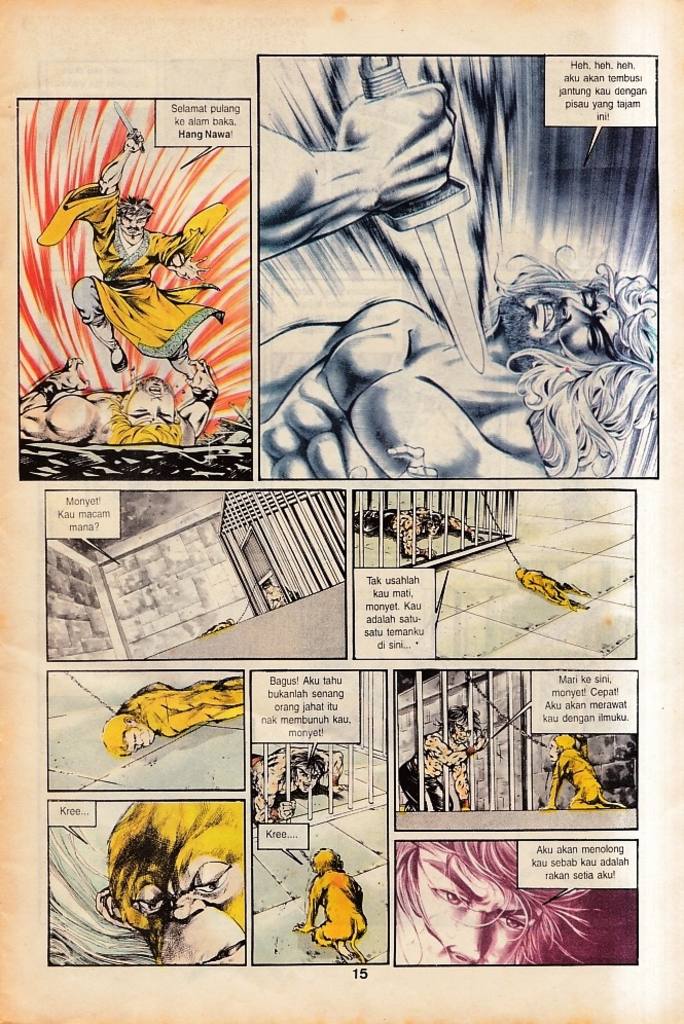 Selamat pulang
ke alam baka,
Hang Nawa!
Heh, heh, heh,
aku akan tembusi
jantung kau dengan
pisau yang tajam
ini!
Monyet!
Kau macam
mana?
Tak usahlah
kau mati,
monyet. Kau
adalah satu-
satu temanku
di sini...
Bagus! Aku tahu
bukanlah senang
orang jahat itu
nak membunuh kau,
monyet!
Kree....
Mari ke sini,
monyet! Cepat!
Aku akan merawat
kau dengan ilmuku.
Kree...
Aku akan menolong
kau sebab kau adalah
rakan setia aku!
15